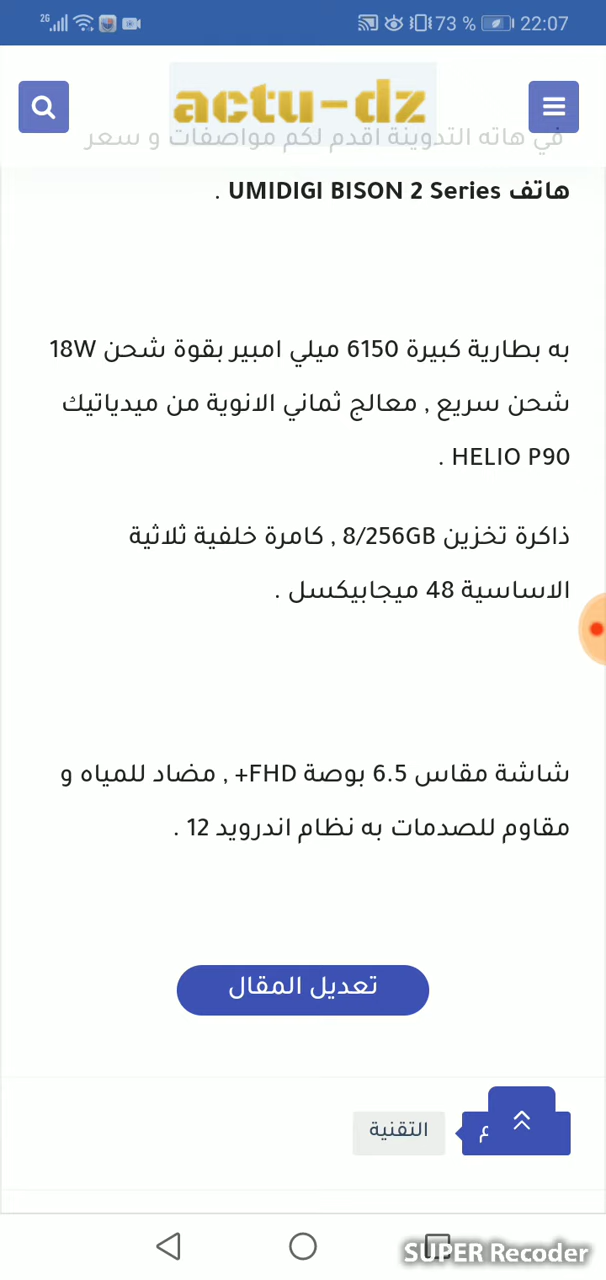 2G 73 % 22:07
actu-dz
في هاته التدوينة اقدم لكم مواصفات و سعر
هاتف UMIDIGI BISON 2 Series .
به بطارية كبيرة 6150 ميلي امبير بقوة شحن 18W
شحن سريع , معالج ثماني الانوية من ميدياتيك
HELIO P90 .
ذاكرة تخزين 8/256GB , كامرة خلفية ثلاثية
الاساسية 48 ميجابيكسل .
شاشة مقاس 6.5 بوصة FHD+ , مضاد للمياه و
مقاوم للصدمات به نظام اندرويد 12 .
تعديل المقال
التقنية
SUPER Recoder